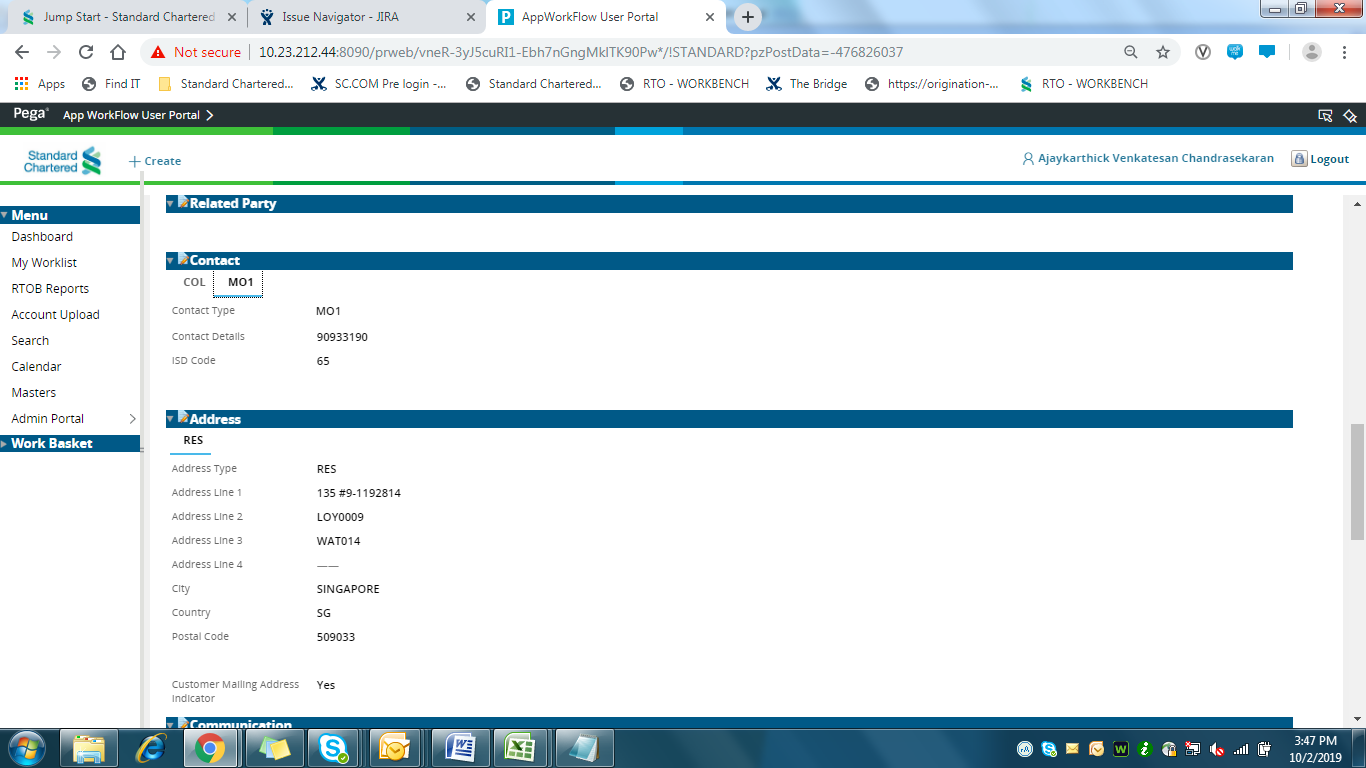 Jump Start - Standard Chartered
Issue Navigator - JIRA
AppWorkFlow User Portal
Not secure
10.23.212.44:8090/prweb/vneR-3yJ5cuRI1-Ebh7nGngMkITK90Pw*/!STANDARD?pzPostData=-476826037
Apps
Find IT
Standard Chartered...
SC.COM Pre login -...
Standard Chartered...
RTO - WORKBENCH
The Bridge
https://origination-...
RTO - WORKBENCH
Pega
App WorkFlow User Portal
Standard
Chartered
Create
Ajaykarthick Venkatesan Chandrasekaran
Logout
Menu
Dashboard
My Worklist
RTOB Reports
Account Upload
Search
Calendar
Masters
Admin Portal
Work Basket
Related Party
Contact
COL MO1
Contact Type MO1
Contact Details 90933190
ISD Code 65
Address
RES
Address Type RES
Address Line 1 135 #9-1192814
Address Line 2 LOY0009
Address Line 3 WAT014
Address Line 4 ——
City SINGAPORE
Country SG
Postal Code 509033
Customer Mailing Address Yes
Indicator
Communication
3:47 PM
10/2/2019